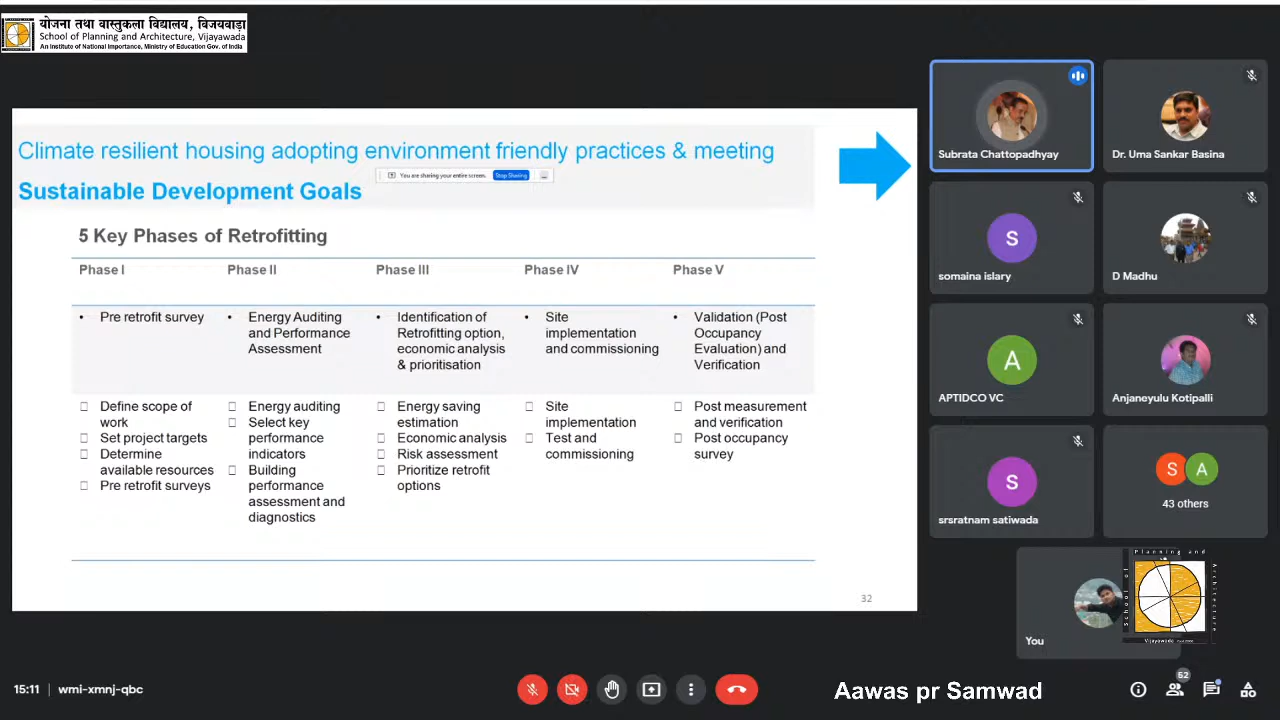 योजना तथा वास्तुकला विद्यालय, विजयवाड़ा
School of Planning and Architecture, Vijayawada
An Institute of National Importance, Ministry of Education Gov. of India
Climate resilient housing adopting environment friendly practices & meeting
Sustainable Development Goals
You are sharing your entire screen.
Stop Sharing
5 Key Phases of Retrofitting
Phase I
Phase II
Phase III
Phase IV
Phase V
• Pre retrofit survey
• Energy Auditing
and Performance
Assessment
• Identification of
Retrofitting option,
economic analysis
& prioritisation
• Site
implementation
and commissioning
• Validation (Post
Occupancy
Evaluation) and
Verification
Define scope of
work
Set project targets
Determine
available resources
Pre retrofit surveys
Energy auditing
Select key
performance
indicators
Building
performance
assessment and
diagnostics
Energy saving
estimation
Economic analysis
Risk assessment
Prioritize retrofit
options
Site
implementation
Test and
commissioning
Post measurement
and verification
Post occupancy
survey
32
Subrata Chattopadhyay
Dr. Uma Sankar Basina
S
somaina islary
D Madhu
A
APTIDCO VC
Anjaneyulu Kotipalli
S
srsratnam satiwada
S A
43 others
You
School of
Planning and
Architecture
Vijayawada
15:11 | wmi-xmnj-qbc
Aawas pr Samwad
52